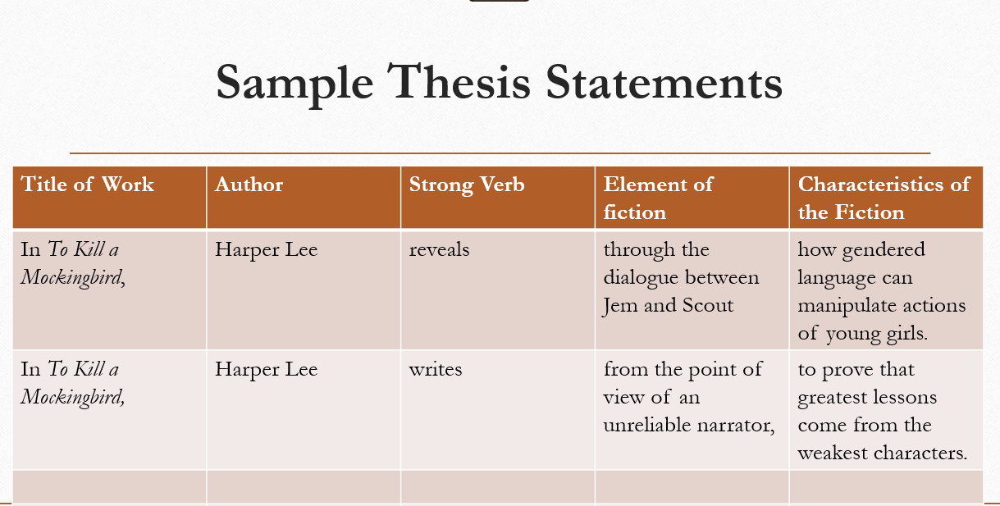 Sample Thesis Statements
Title of Work
Author
Strong Verb
Element of
fiction
Characteristics of
the Fiction
In To Kill a
Mockingbird,
Harper Lee
reveals
through the
dialogue between
Jem and Scout
how gendered
language can
manipulate actions
of young girls.
In To Kill a
Mockingbird,
Harper Lee
writes
from the point of
view of an
unreliable narrator,
to prove that
greatest lessons
come from the
weakest characters.